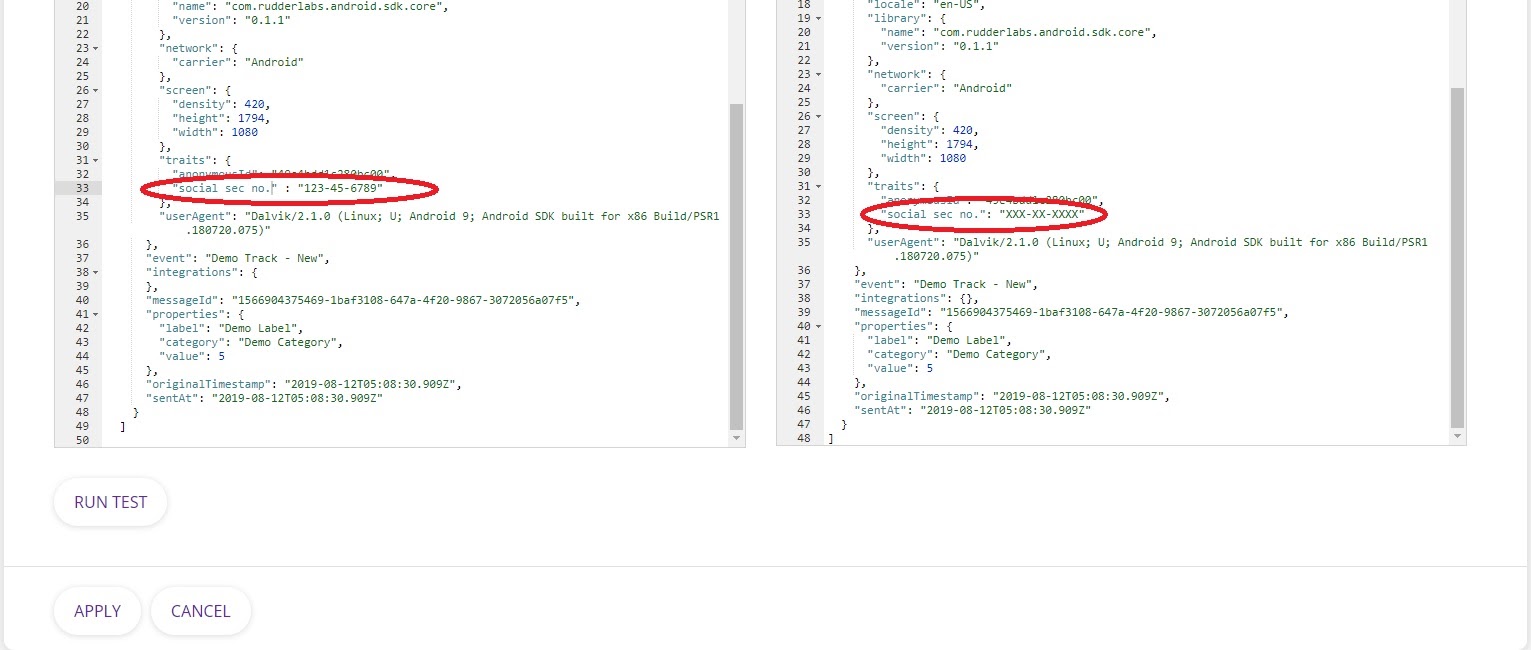 20 "name": "com.rudderlabs.android.sdk.core",
21 "version": "0.1.1"
22 },
23 "network": {
24 "carrier": "Android"
25 },
26 "screen": {
27 "density": 420,
28 "height": 1794,
29 "width": 1080
30 },
31 "traits": {
32 "anonymousId": "49e4bdd1c280bc00",
33 "social sec no." : "123-45-6789"
34 },
35 "userAgent": "Dalvik/2.1.0 (Linux; U; Android 9; Android SDK built for x86 Build/PSR1
.180720.075)"
36 },
37 "event": "Demo Track - New",
38 "integrations": {
39 },
40 "messageId": "1566904375469-1baf3108-647a-4f20-9867-3072056a07f5",
41 "properties": {
42 "label": "Demo Label",
43 "category": "Demo Category",
44 "value": 5
45 },
46 "originalTimestamp": "2019-08-12T05:08:30.909Z",
47 "sentAt": "2019-08-12T05:08:30.909Z"
48 }
49 ]
50
18 "locale": "en-US",
19 "library": {
20 "name": "com.rudderlabs.android.sdk.core",
21 "version": "0.1.1"
22 },
23 "network": {
24 "carrier": "Android"
25 },
26 "screen": {
27 "density": 420,
28 "height": 1794,
29 "width": 1080
30 },
31 "traits": {
32 "anonymousId": "49e4bdd1c280bc00",
33 "social sec no.": "XXX-XX-XXXX"
34 },
35 "userAgent": "Dalvik/2.1.0 (Linux; U; Android 9; Android SDK built for x86 Build/PSR1
.180720.075)"
36 },
37 "event": "Demo Track - New",
38 "integrations": {},
39 "messageId": "1566904375469-1baf3108-647a-4f20-9867-3072056a07f5",
40 "properties": {
41 "label": "Demo Label",
42 "category": "Demo Category",
43 "value": 5
44 },
45 "originalTimestamp": "2019-08-12T05:08:30.909Z",
46 "sentAt": "2019-08-12T05:08:30.909Z"
47 }
48 ]
RUN TEST
APPLY
CANCEL